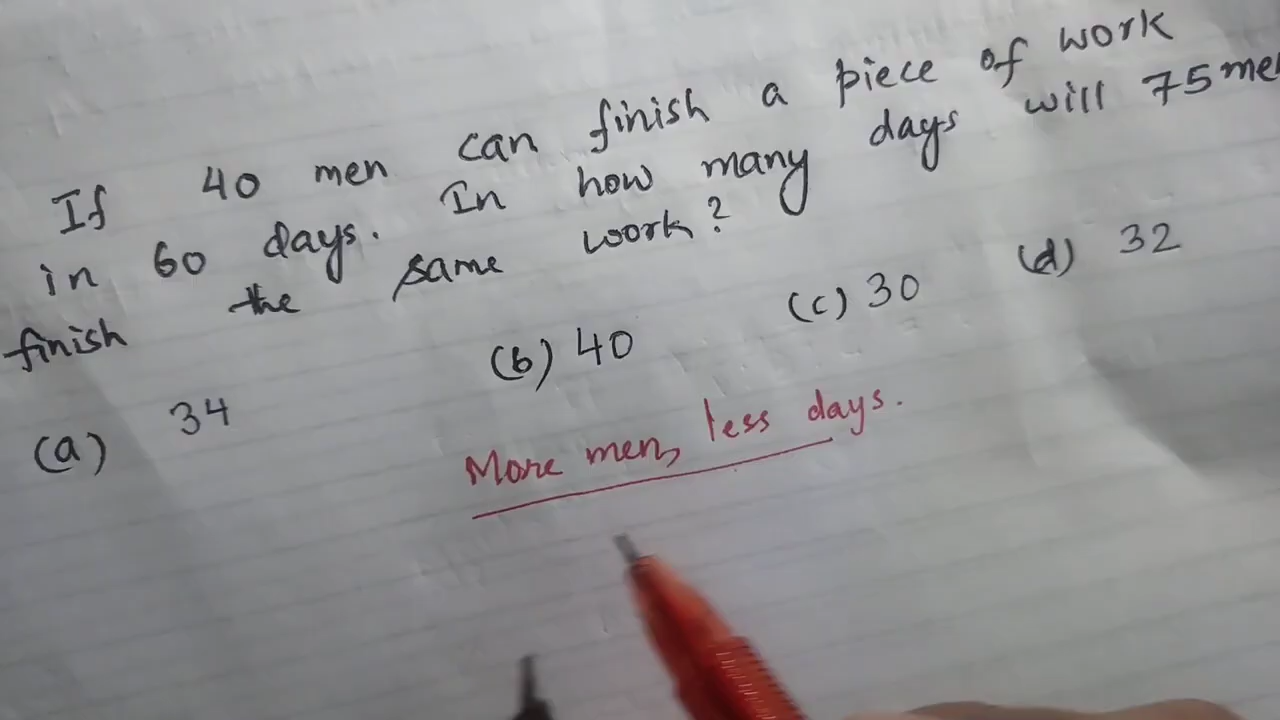 If 40 men can finish a piece of work
in 60 days. In how many days will 75 me
finish the same work?
(a) 34 (b) 40 (c) 30 (d) 32
More men, less days.